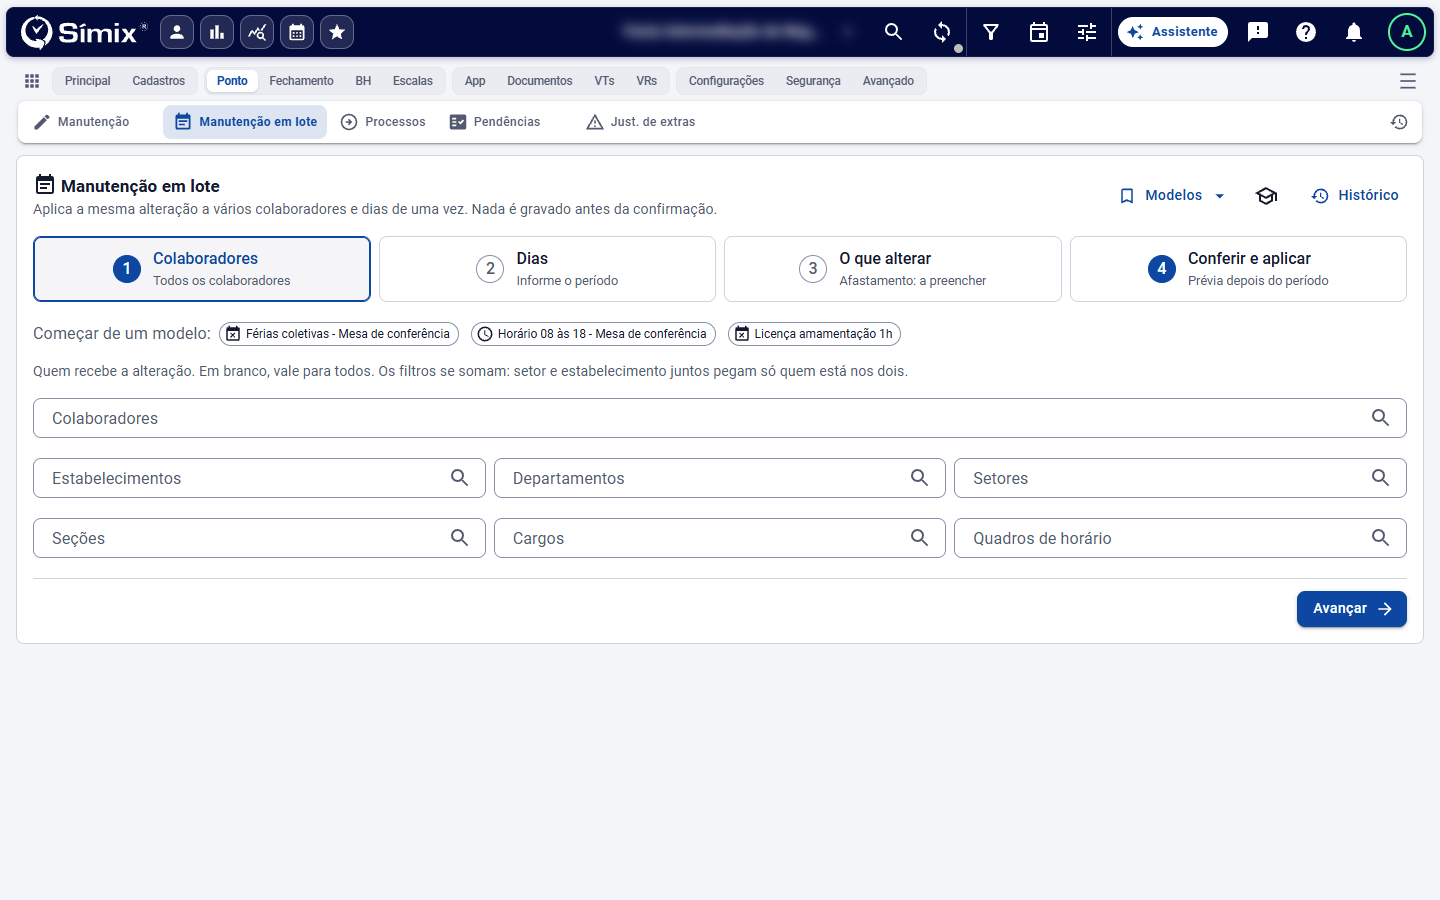 Símix®
Assistente
A
Principal Cadastros Ponto Fechamento BH Escalas App Documentos VTs VRs Configurações Segurança Avançado
Manutenção Manutenção em lote Processos Pendências Just. de extras
Manutenção em lote
Aplica a mesma alteração a vários colaboradores e dias de uma vez. Nada é gravado antes da confirmação.
Modelos Histórico
1 Colaboradores
Todos os colaboradores
2 Dias
Informe o período
3 O que alterar
Afastamento: a preencher
4 Conferir e aplicar
Prévia depois do período
Começar de um modelo: Férias coletivas - Mesa de conferência Horário 08 às 18 - Mesa de conferência Licença amamentação 1h
Quem recebe a alteração. Em branco, vale para todos. Os filtros se somam: setor e estabelecimento juntos pegam só quem está nos dois.
Colaboradores
Estabelecimentos Departamentos Setores
Seções Cargos Quadros de horário
Avançar